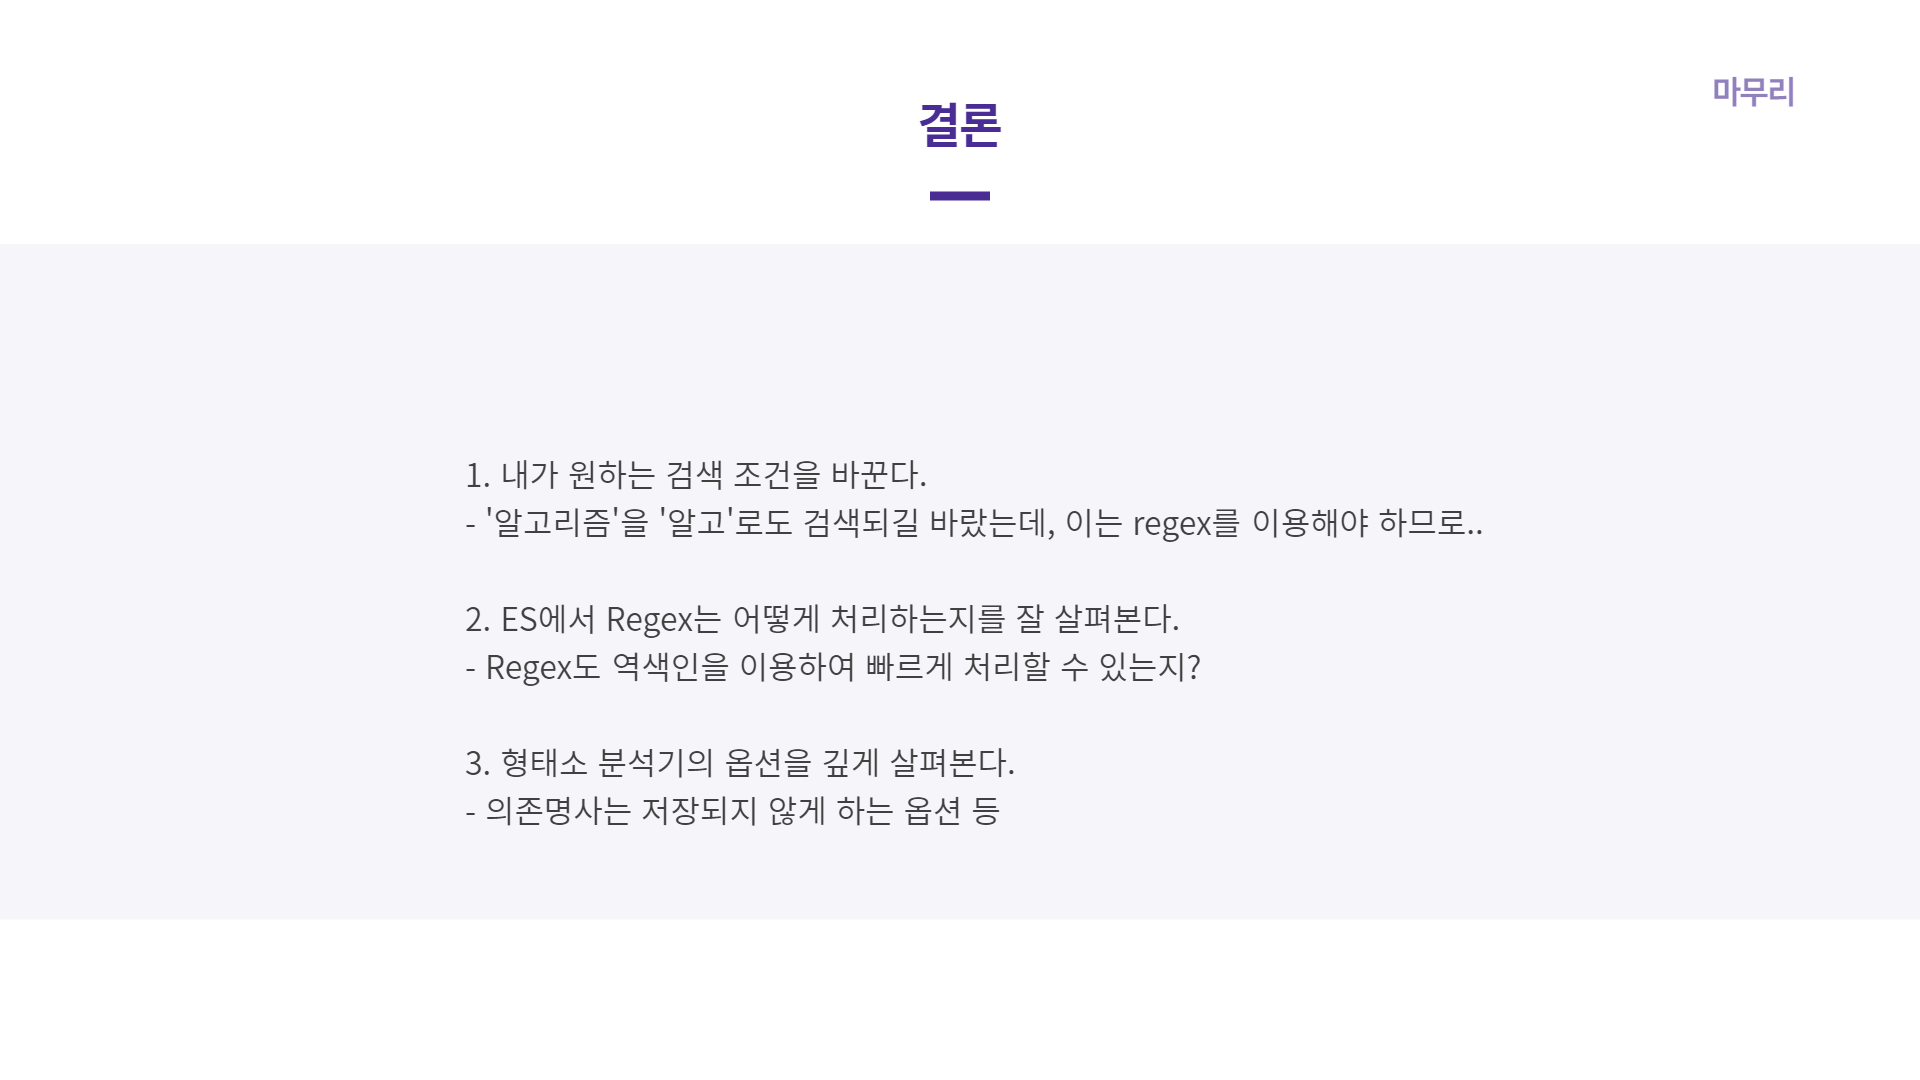 마무리
결론
1. 내가 원하는 검색 조건을 바꾼다.
- '알고리즘'을 '알고'로도 검색되길 바랐는데, 이는 regex를 이용해야 하므로..
2. ES에서 Regex는 어떻게 처리하는지를 잘 살펴본다.
- Regex도 역색인을 이용하여 빠르게 처리할 수 있는지?
3. 형태소 분석기의 옵션을 깊게 살펴본다.
- 의존명사는 저장되지 않게 하는 옵션 등